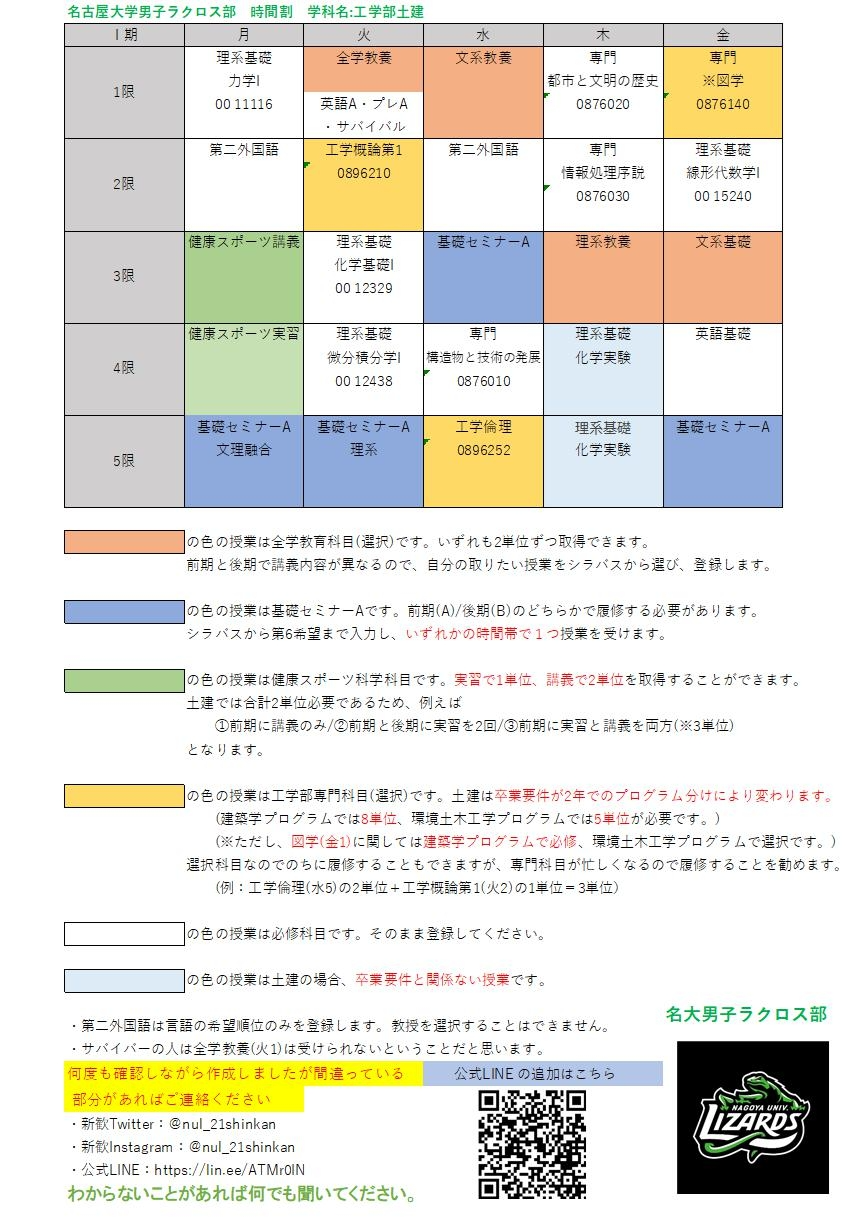 名古屋大学男子ラクロス部　時間割　学科名:工学部土建
Ⅰ期 月 火 水 木 金
1限
理系基礎
力学Ⅰ
00 11116
全学教養
英語A・プレA
・サバイバル
文系教養
専門
都市と文明の歴史
0876020
専門
※図学
0876140
2限
第二外国語
工学概論第1
0896210
第二外国語
専門
情報処理序説
0876030
理系基礎
線形代数学Ⅰ
00 15240
3限
健康スポーツ講義
理系基礎
化学基礎Ⅰ
00 12329
基礎セミナーA
理系教養
文系基礎
4限
健康スポーツ実習
理系基礎
微分積分学Ⅰ
00 12438
専門
構造物と技術の発展
0876010
理系基礎
化学実験
英語基礎
5限
基礎セミナーA
文理融合
基礎セミナーA
理系
工学倫理
0896252
理系基礎
化学実験
基礎セミナーA
の色の授業は全学教育科目(選択)です。いずれも2単位ずつ取得できます。
前期と後期で講義内容が異なるので、自分の取りたい授業をシラバスから選び、登録します。
の色の授業は基礎セミナーAです。前期(A)/後期(B)のどちらかで履修する必要があります。
シラバスから第6希望まで入力し、いずれかの時間帯で１つ授業を受けます。
の色の授業は健康スポーツ科学科目です。実習で1単位、講義で2単位を取得することができます。
土建では合計2単位必要であるため、例えば
①前期に講義のみ/②前期と後期に実習を2回/③前期に実習と講義を両方(※3単位)
となります。
の色の授業は工学部専門科目(選択)です。土建は卒業要件が2年でのプログラム分けにより変わります。
(建築学プログラムでは8単位、環境土木工学プログラムでは5単位が必要です。)
(※ただし、図学(金1)に関しては建築学プログラムで必修、環境土木工学プログラムで選択です。)
選択科目なのでのちに履修することもできますが、専門科目が忙しくなるので履修することを勧めます。
(例：工学倫理(水5)の2単位＋工学概論第1(火2)の1単位＝3単位)
の色の授業は必修科目です。そのまま登録してください。
の色の授業は土建の場合、卒業要件と関係ない授業です。
・第二外国語は言語の希望順位のみを登録します。教授を選択することはできません。
・サバイバーの人は全学教養(火1)は受けられないということだと思います。
何度も確認しながら作成しましたが間違っている
部分があればご連絡ください
・新歓Twitter：@nul_21shinkan
・新歓Instagram：@nul_21shinkan
・公式LINE：https://lin.ee/ATMr0IN
わからないことがあれば何でも聞いてください。
公式LINE の追加はこちら
名大男子ラクロス部
NAGOYA UNIV.
LIZARDS